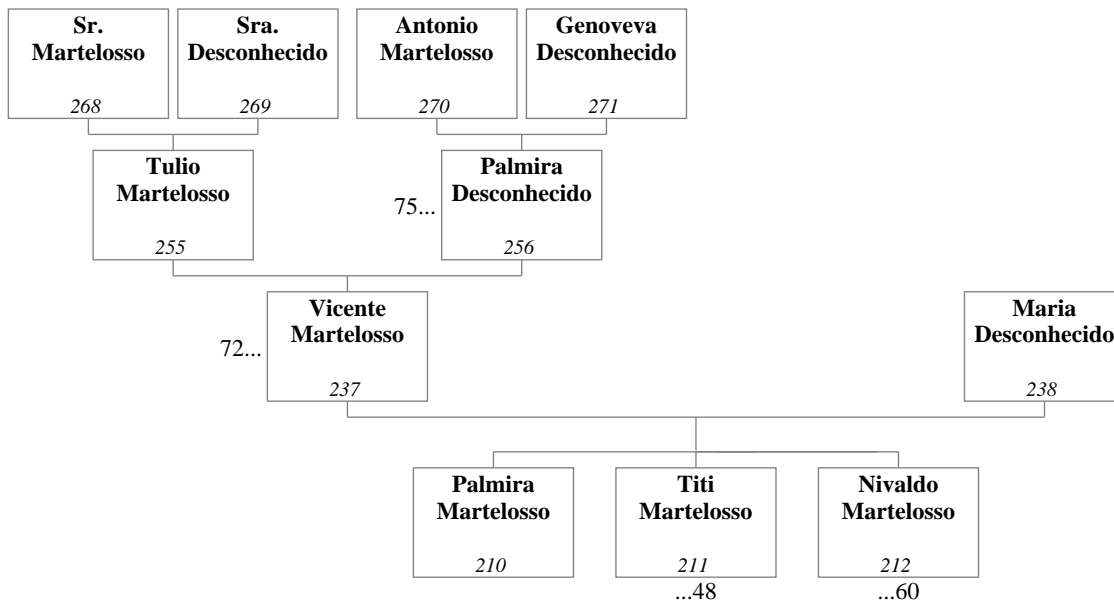 Sr.
Martelosso
268
Sra.
Desconhecido
269
Antonio
Martelosso
270
Genoveva
Desconhecido
271
Tulio
Martelosso
255
75...
Palmira
Desconhecido
256
72...
Vicente
Martelosso
237
Maria
Desconhecido
238
Palmira
Martelosso
210
Titi
Martelosso
211
...48
Nivaldo
Martelosso
212
...60